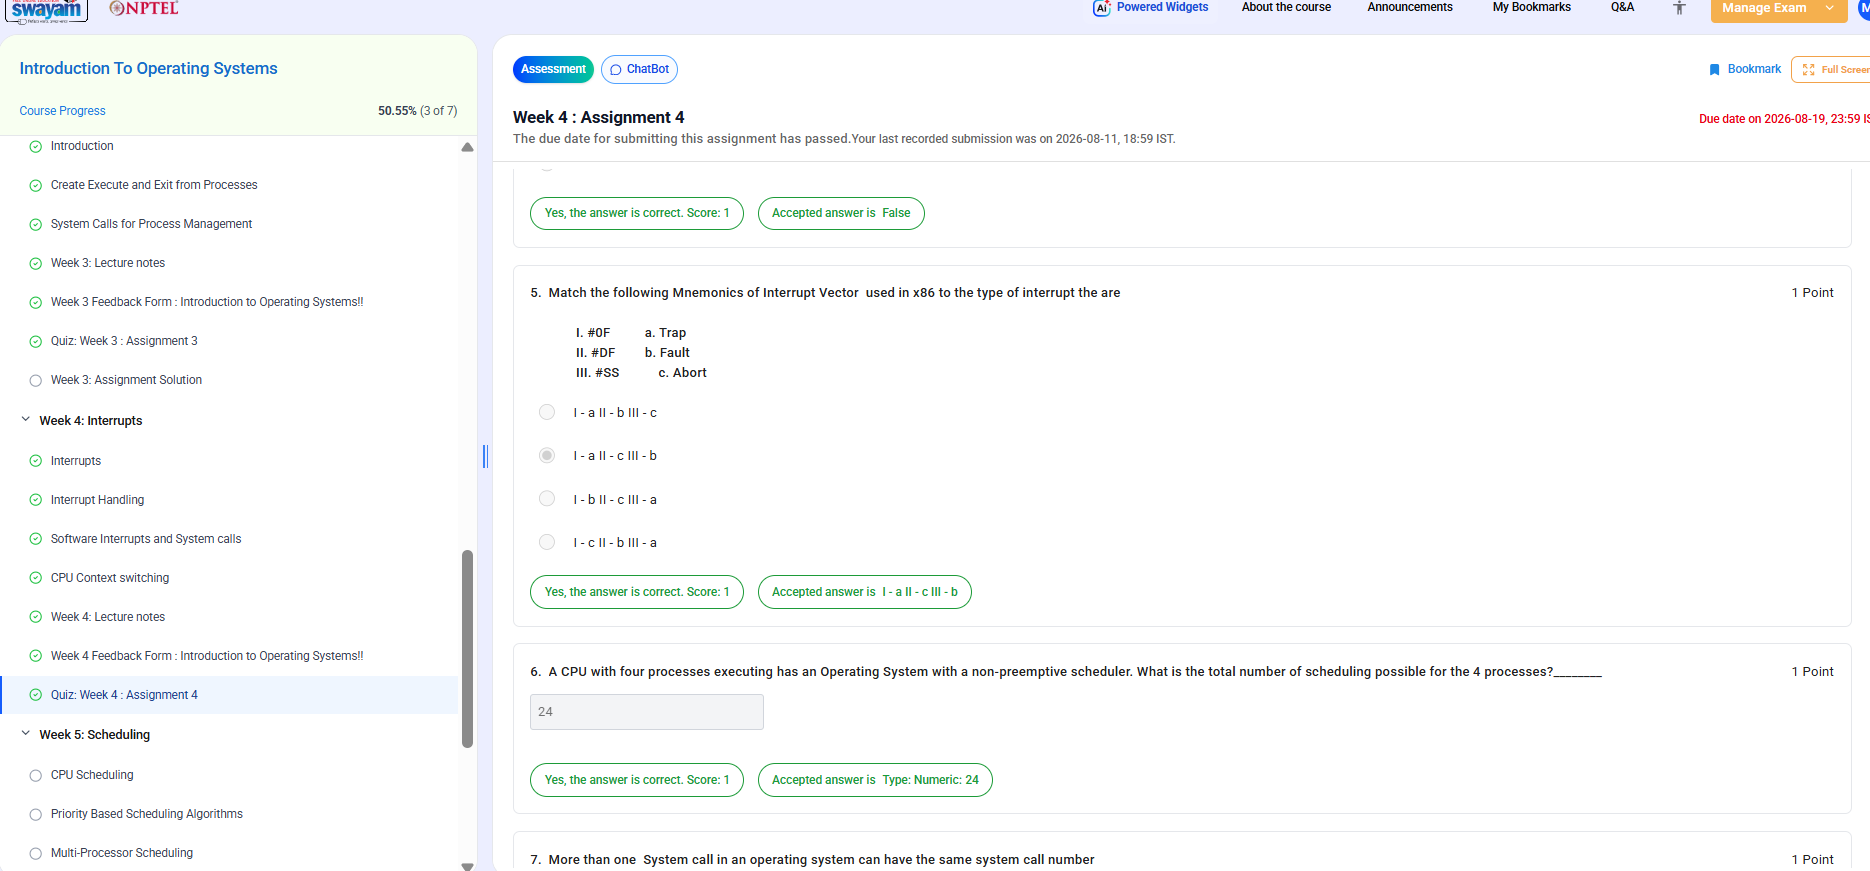 swayam
NPTEL
Powered Widgets
About the course
Announcements
My Bookmarks
Q&A
Manage Exam
Introduction To Operating Systems
Course Progress 50.55% (3 of 7)
Introduction
Create Execute and Exit from Processes
System Calls for Process Management
Week 3: Lecture notes
Week 3 Feedback Form : Introduction to Operating Systems!!
Quiz: Week 3 : Assignment 3
Week 3: Assignment Solution
Week 4: Interrupts
Interrupts
Interrupt Handling
Software Interrupts and System calls
CPU Context switching
Week 4: Lecture notes
Week 4 Feedback Form : Introduction to Operating Systems!!
Quiz: Week 4 : Assignment 4
Week 5: Scheduling
CPU Scheduling
Priority Based Scheduling Algorithms
Multi-Processor Scheduling
Assessment
ChatBot
Bookmark
Full Screen
Week 4 : Assignment 4
Due date on 2026-08-19, 23:59 IS
The due date for submitting this assignment has passed.Your last recorded submission was on 2026-08-11, 18:59 IST.
Yes, the answer is correct. Score: 1
Accepted answer is False
5. Match the following Mnemonics of Interrupt Vector used in x86 to the type of interrupt the are 1 Point
I. #0F a. Trap
II. #DF b. Fault
III. #SS c. Abort
I - a II - b III - c
I - a II - c III - b
I - b II - c III - a
I - c II - b III - a
Yes, the answer is correct. Score: 1
Accepted answer is I - a II - c III - b
6. A CPU with four processes executing has an Operating System with a non-preemptive scheduler. What is the total number of scheduling possible for the 4 processes?________ 1 Point
24
Yes, the answer is correct. Score: 1
Accepted answer is Type: Numeric: 24
7. More than one System call in an operating system can have the same system call number 1 Point